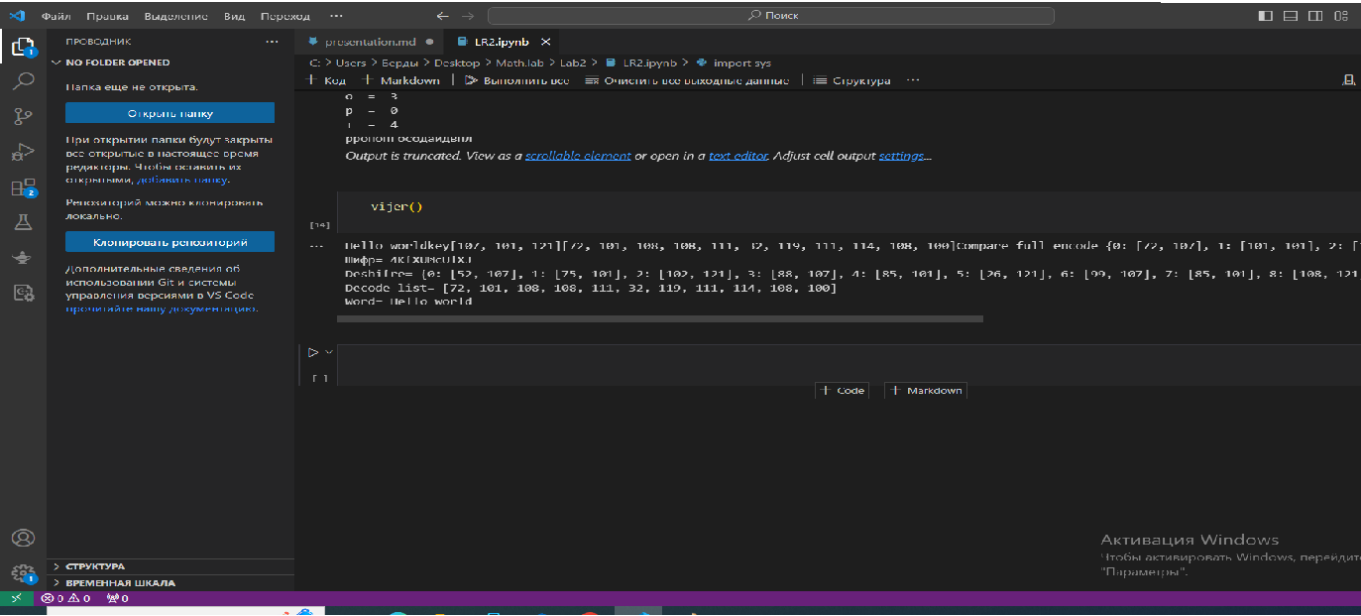 Файл Правка Выделение Вид Переход ··· Поиск
ПРОВОДНИК ···
NO FOLDER OPENED
Папка еще не открыта.
Открыть папку
При открытии папки будут закрыты
все открытые в настоящее время
редакторы. Чтобы оставить их
открытыми, добавить папку.
Репозиторий можно клонировать
локально.
Клонировать репозиторий
Дополнительные сведения об
использовании Git и системы
управления версиями в VS Code
прочитайте нашу документацию.
СТРУКТУРА
ВРЕМЕННАЯ ШКАЛА
presentation.md LR2.ipynb
C: > Users > Берды > Desktop > Math.lab > Lab2 > LR2.ipynb > import sys
+ Код + Markdown Выполнить все Очистить все выходные данные Структура ···
о = 3
р = 0
= 4
Output is truncated. View as a scrollable element or open in a text editor. Adjust cell output settings...
vijer()
[14]
Hello worldkey[107, 101, 121][72, 101, 108, 108, 111, 32, 119, 111, 114, 108, 100]Compare full encode {0: [72, 107], 1: [101, 101], 2: [
Шифр=
Deshifre= {0: [52, 107], 1: [75, 101], 2: [102, 121], 3: [88, 107], 4: [85, 101], 5: [26, 121], 6: [99, 107], 7: [85, 101], 8: [108, 121
Decode list= [72, 101, 108, 108, 111, 32, 119, 111, 114, 108, 100]
Word= Hello world
[ ]
+ Code + Markdown
Активация Windows
Чтобы активировать Windows, перейдит
"Параметры".
0 0 0